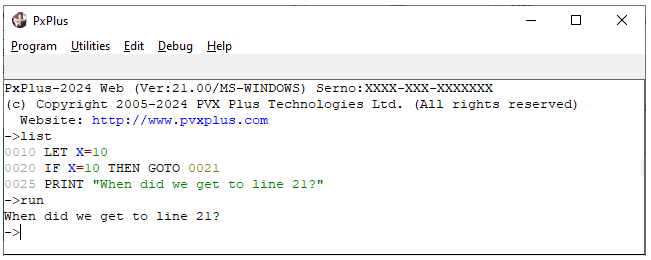 PxPlus
Program Utilities Edit Debug Help
PxPlus-2024 Web (Ver:21.00/MS-WINDOWS) Serno:XXXX-XXX-XXXXXXX
(c) Copyright 2005-2024 PVX Plus Technologies Ltd. (All rights reserved)
Website: http://www.pvxplus.com
->list
0010 LET X=10
0020 IF X=10 THEN GOTO 0021
0025 PRINT "When did we get to line 21?"
->run
When did we get to line 21?
->